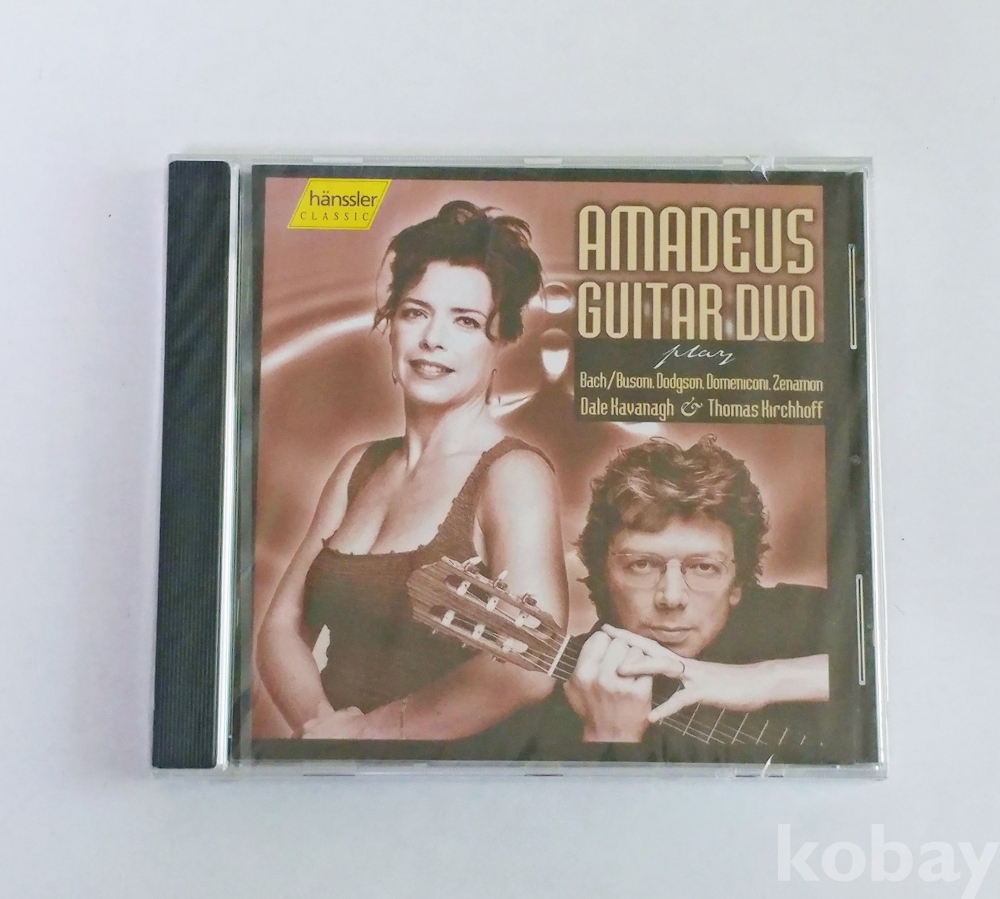 hänssler
CLASSIC
AMADEUS
GUITAR DUO
play
Bach/Busoni, Dodgson, Domeniconi, Zenamon
Dale Kavanagh & Thomas Kirchhoff
kobay